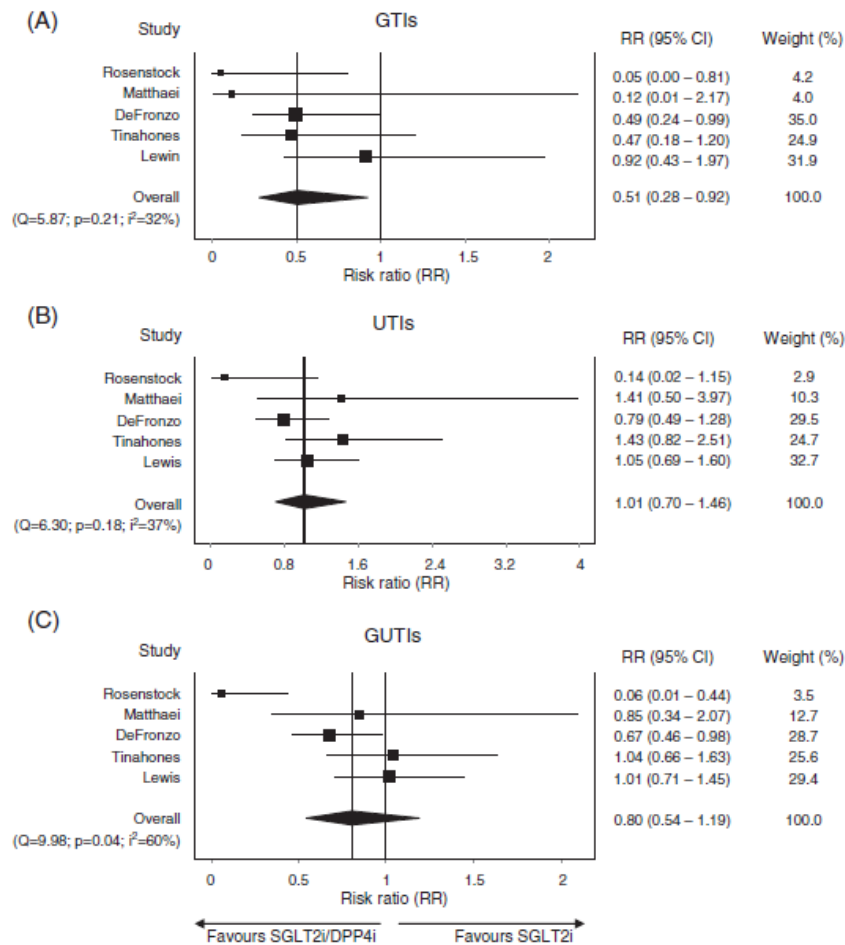 (A)
GTIs
Study
RR (95% CI) Weight (%)
Rosenstock 0.05 (0.00 – 0.81) 4.2
Matthaei 0.12 (0.01 – 2.17) 4.0
DeFronzo 0.49 (0.24 – 0.99) 35.0
Tinahones 0.47 (0.18 – 1.20) 24.9
Lewin 0.92 (0.43 – 1.97) 31.9
Overall 0.51 (0.28 – 0.92) 100.0
(Q=5.87; p=0.21; i²=32%)
0 0.5 1 1.5 2
Risk ratio (RR)
(B)
UTIs
Study
RR (95% CI) Weight (%)
Rosenstock 0.14 (0.02 – 1.15) 2.9
Matthaei 1.41 (0.50 – 3.97) 10.3
DeFronzo 0.79 (0.49 – 1.28) 29.5
Tinahones 1.43 (0.82 – 2.51) 24.7
Lewis 1.05 (0.69 – 1.60) 32.7
Overall 1.01 (0.70 – 1.46) 100.0
(Q=6.30; p=0.18; i²=37%)
0 0.8 1.6 2.4 3.2 4
Risk ratio (RR)
(C)
GUTIs
Study
RR (95% CI) Weight (%)
Rosenstock 0.06 (0.01 – 0.44) 3.5
Matthaei 0.85 (0.34 – 2.07) 12.7
DeFronzo 0.67 (0.46 – 0.98) 28.7
Tinahones 1.04 (0.66 – 1.63) 25.6
Lewis 1.01 (0.71 – 1.45) 29.4
Overall 0.80 (0.54 – 1.19) 100.0
(Q=9.98; p=0.04; i²=60%)
0 0.5 1 1.5 2
Risk ratio (RR)
Favours SGLT2i/DPP4i Favours SGLT2i